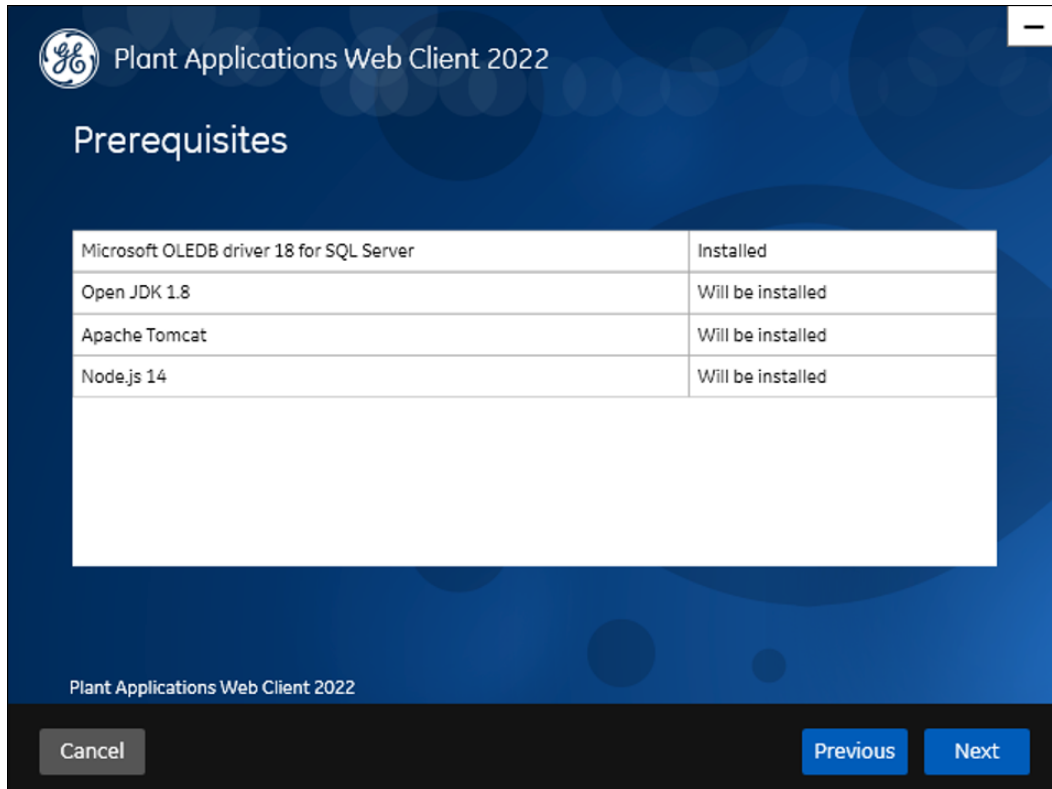 Plant Applications Web Client 2022
Prerequisites
Microsoft OLEDB driver 18 for SQL Server Installed
Open JDK 1.8 Will be installed
Apache Tomcat Will be installed
Node.js 14 Will be installed
Plant Applications Web Client 2022
Cancel Previous Next